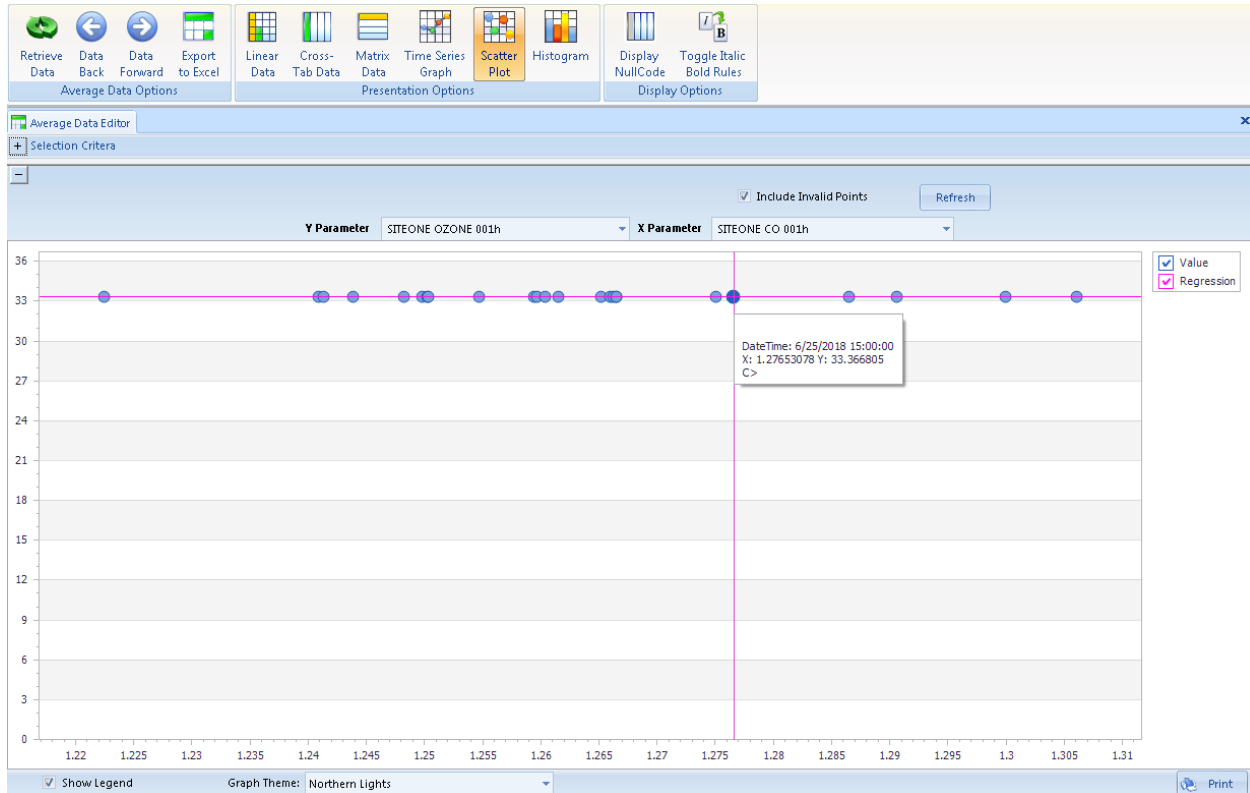 Retrieve Data
Data Back
Data Forward
Export to Excel
Linear Data
Cross-Tab Data
Matrix Data
Time Series Graph
Scatter Plot
Histogram
Display NullCode
Toggle Italic Bold Rules
Average Data Options
Presentation Options
Display Options
Average Data Editor
x
+ Selection Critera
−
Include Invalid Points
Refresh
Y Parameter SITEONE OZONE 001h X Parameter SITEONE CO 001h
36
33
30
27
24
21
18
15
12
9
6
3
0
Value
Regression
DateTime: 6/25/2018 15:00:00
X: 1.27653078 Y: 33.366805
C>
1.22 1.225 1.23 1.235 1.24 1.245 1.25 1.255 1.26 1.265 1.27 1.275 1.28 1.285 1.29 1.295 1.3 1.305 1.31
Show Legend Graph Theme: Northern Lights Print